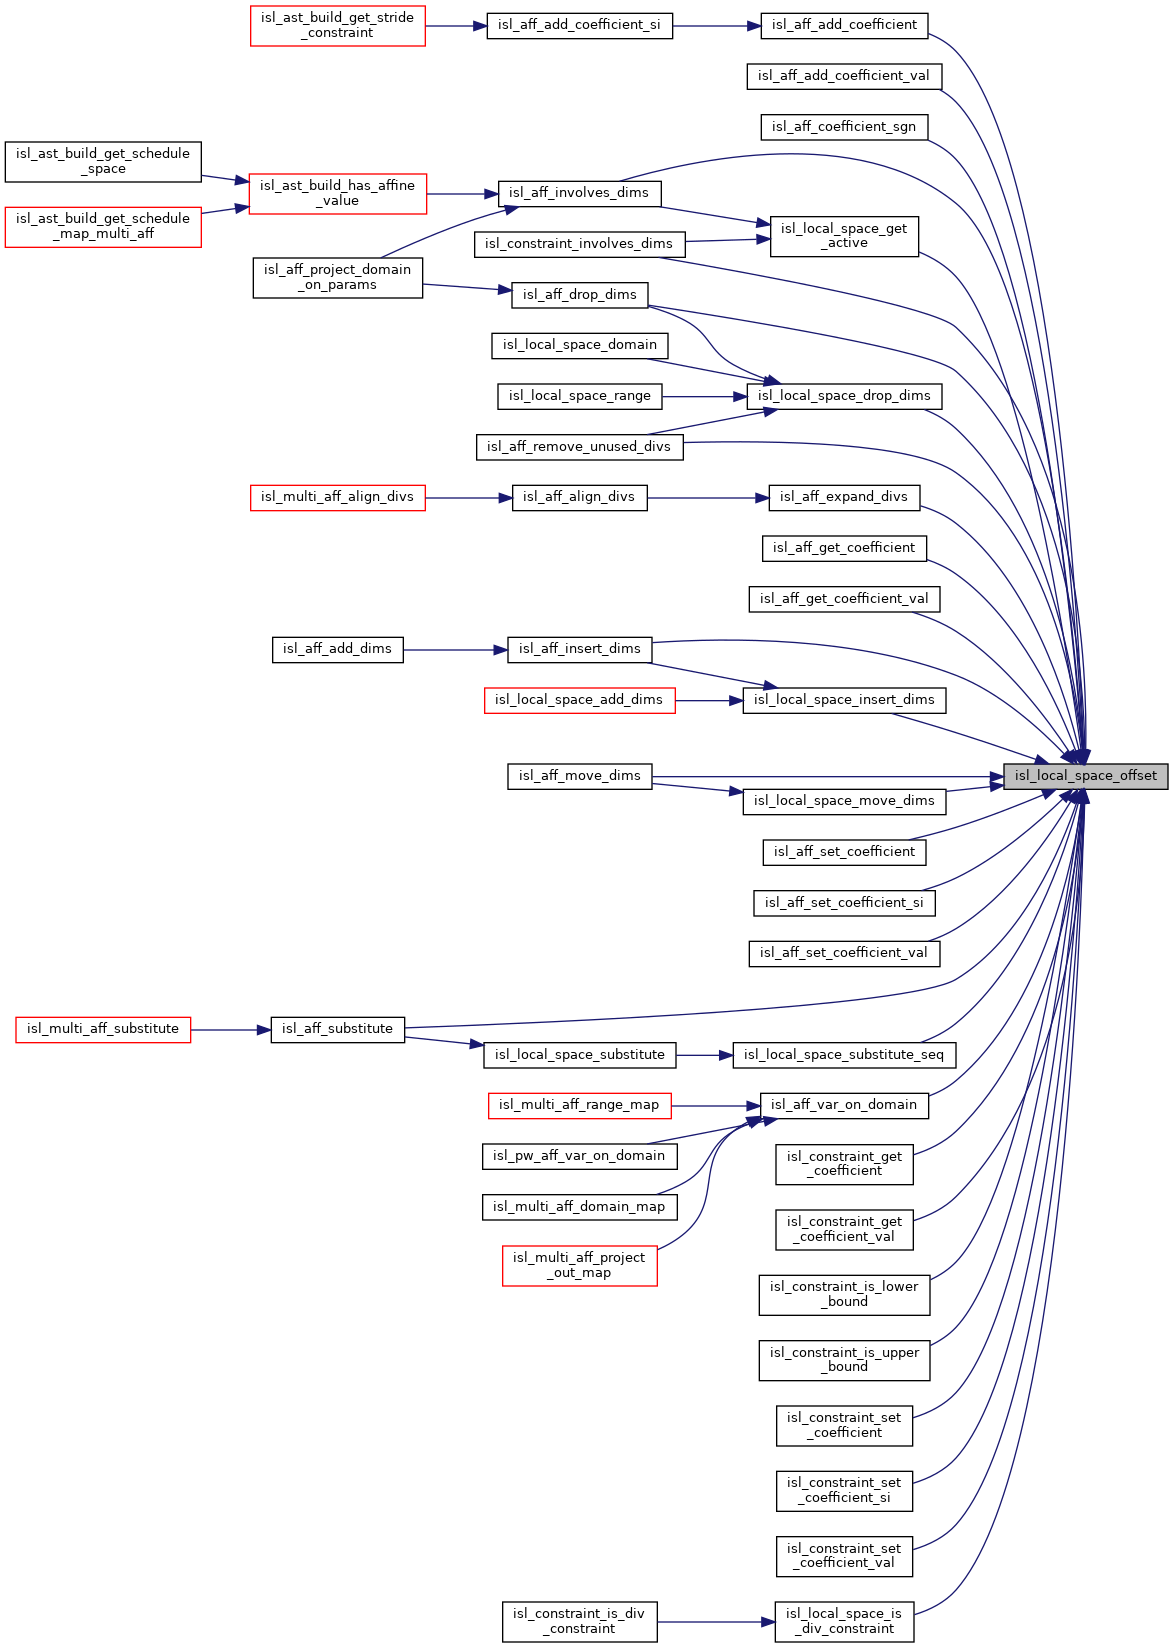 isl_ast_build_get_stride
_constraint
isl_aff_add_coefficient_si
isl_aff_add_coefficient
isl_aff_add_coefficient_val
isl_aff_coefficient_sgn
isl_ast_build_get_schedule
_space
isl_ast_build_has_affine
_value
isl_aff_involves_dims
isl_ast_build_get_schedule
_map_multi_aff
isl_local_space_get
_active
isl_constraint_involves_dims
isl_aff_project_domain
_on_params
isl_aff_drop_dims
isl_local_space_domain
isl_local_space_range
isl_local_space_drop_dims
isl_aff_remove_unused_divs
isl_multi_aff_align_divs
isl_aff_align_divs
isl_aff_expand_divs
isl_aff_get_coefficient
isl_aff_get_coefficient_val
isl_aff_add_dims
isl_aff_insert_dims
isl_local_space_add_dims
isl_local_space_insert_dims
isl_aff_move_dims
isl_local_space_offset
isl_local_space_move_dims
isl_aff_set_coefficient
isl_aff_set_coefficient_si
isl_aff_set_coefficient_val
isl_multi_aff_substitute
isl_aff_substitute
isl_local_space_substitute
isl_local_space_substitute_seq
isl_multi_aff_range_map
isl_aff_var_on_domain
isl_pw_aff_var_on_domain
isl_constraint_get
_coefficient
isl_multi_aff_domain_map
isl_constraint_get
_coefficient_val
isl_multi_aff_project
_out_map
isl_constraint_is_lower
_bound
isl_constraint_is_upper
_bound
isl_constraint_set
_coefficient
isl_constraint_set
_coefficient_si
isl_constraint_set
_coefficient_val
isl_constraint_is_div
_constraint
isl_local_space_is
_div_constraint